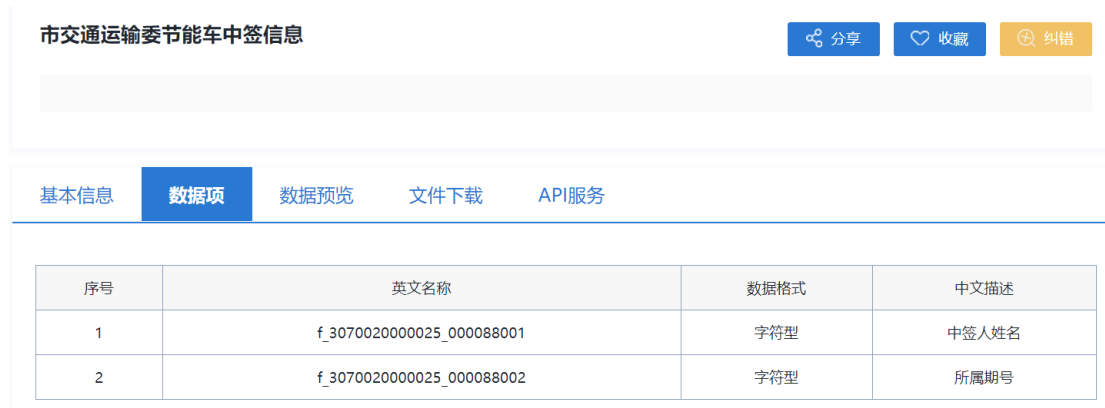 市交通运输委节能车中签信息
分享 收藏 纠错
基本信息 数据项 数据预览 文件下载 API服务
序号 英文名称 数据格式 中文描述
1 f_3070020000025_000088001 字符型 中签人姓名
2 f_3070020000025_000088002 字符型 所属期号